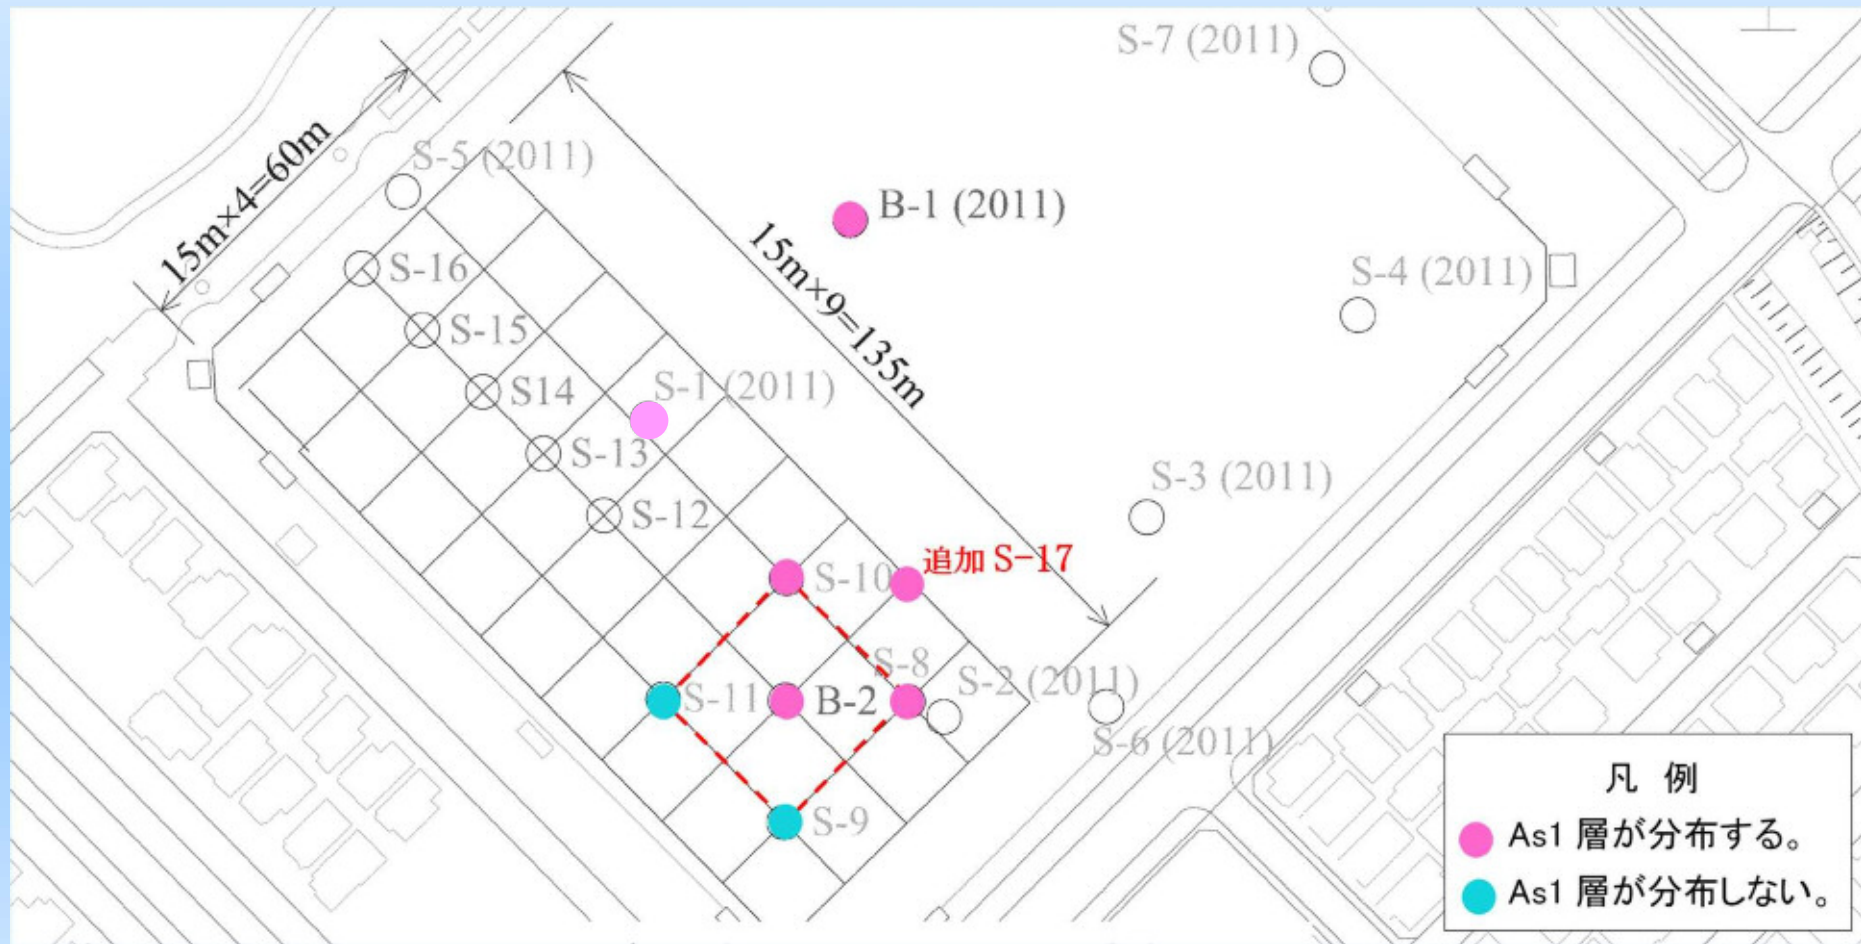 S-7 (2011)
15m×4=60m
S-5 (2011)
B-1 (2011)
15m×9=135m
S-16
S-4 (2011)
S-15
S14
S-1 (2011)
S-13
S-3 (2011)
S-12
追加 S-17
S-10
S-8
S-2 (2011)
S-11
B-2
S-6 (2011)
S-9
凡 例
As1 層が分布する。
As1 層が分布しない。